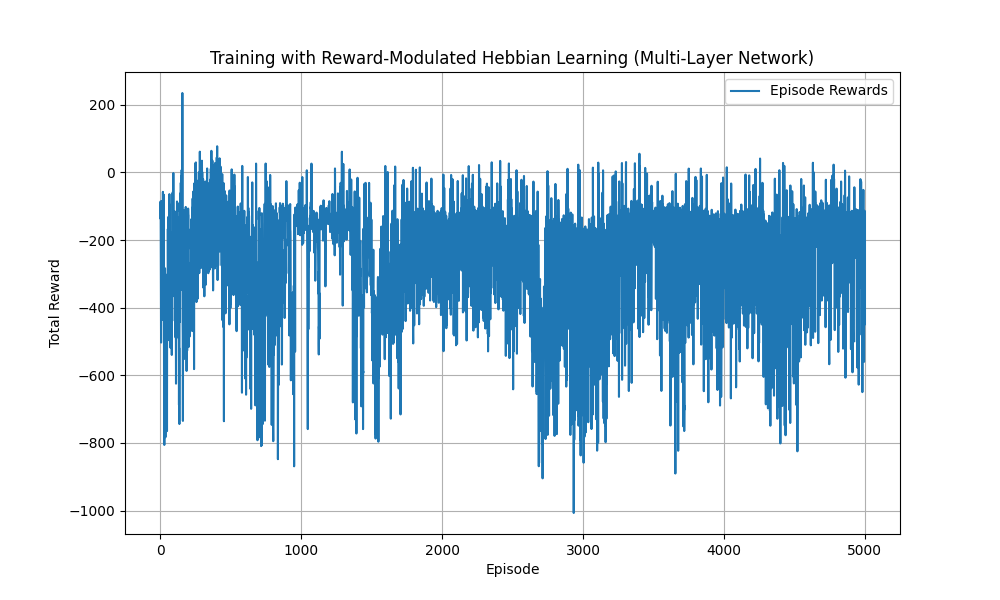 Training with Reward-Modulated Hebbian Learning (Multi-Layer Network)
Episode Rewards
200
0
−200
−400
−600
−800
−1000
Total Reward
0 1000 2000 3000 4000 5000
Episode